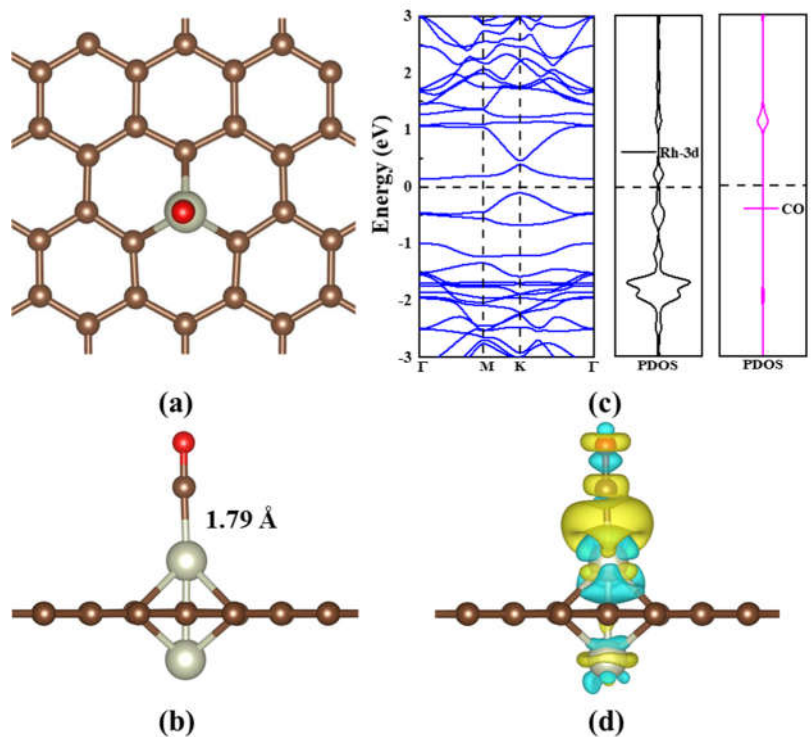 3
2
1
0
-1
-2
-3
Energy (eV)
Γ
M
K
Γ
Rh-3d
PDOS
CO
PDOS
(a)
(c)
1.79 Å
(b)
(d)